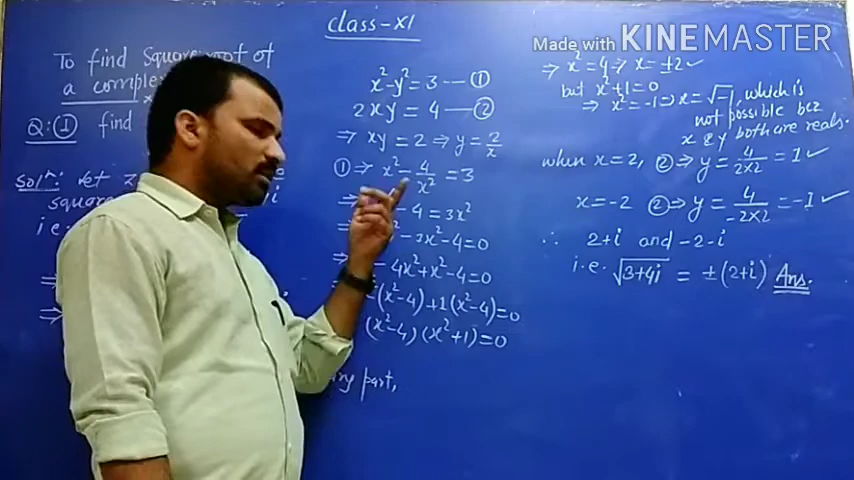 Class-XI
Made with KINEMASTER
To find Square root of
a comple
Q:① find
Solⁿ: let z
square
i.e
⇒
⇒
x²-y²=3 --- ①
2xy = 4 --- ②
⇒ xy = 2 ⇒ y = 2/x
① ⇒ x² - 4/x² = 3
⇒ - 4 = 3x²
⇒ - 3x² - 4 = 0
⇒ - 4x² + x² - 4 = 0
(x²-4) + 1(x²-4) = 0
(x²-4)(x²+1) = 0
ary part,
⇒ x² = 4 ⇒ x = ±2 ✓
but x²+1=0
⇒ x² = -1 ⇒ x = √-1, which is
not possible bcz
x & y both are reals.
when x = 2, ② ⇒ y = 4/2×2 = 1 ✓
x = -2 ② ⇒ y = 4/-2×2 = -1 ✓
∴ 2+i and -2-i
i.e. √3+4i = ±(2+i) Ans.